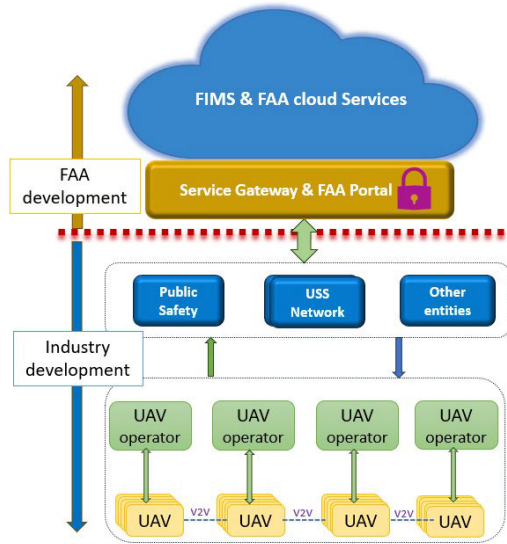 FIMS & FAA cloud Services
FAA
development
Service Gateway & FAA Portal
Public
Safety
USS
Network
Other
entities
Industry
development
UAV
operator
UAV
operator
UAV
operator
UAV
operator
UAV
V2V
UAV
V2V
UAV
V2V
UAV